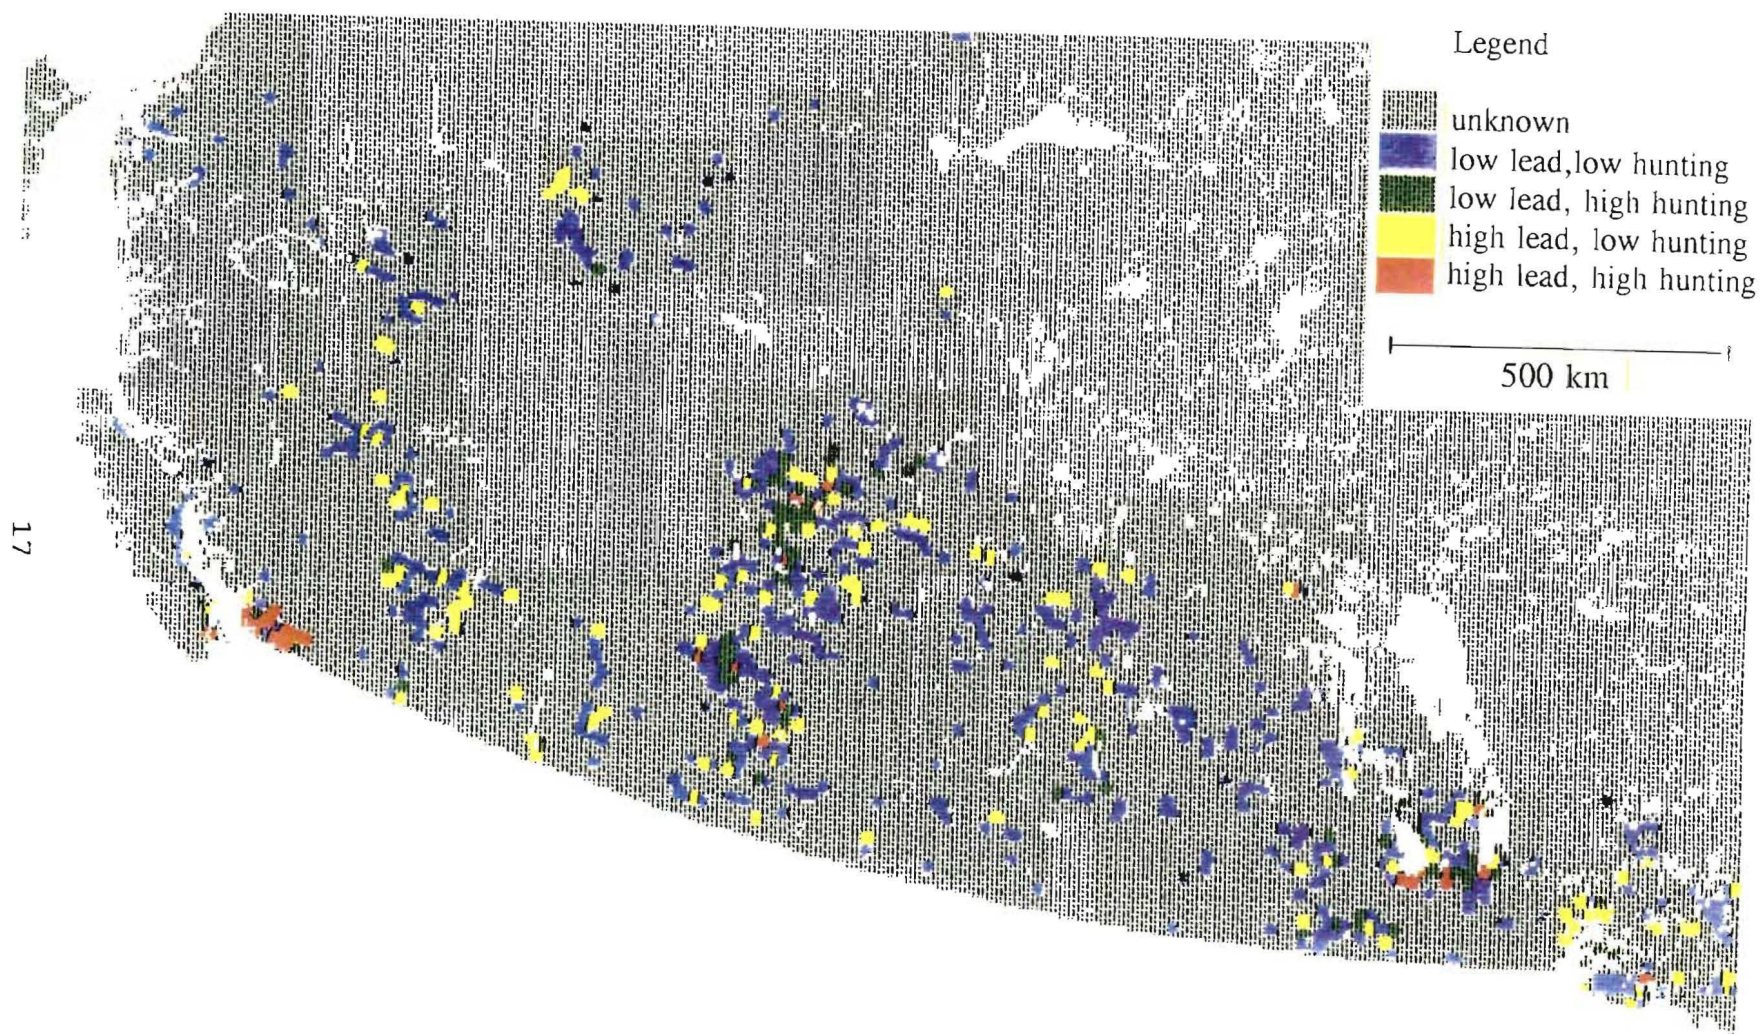 Legend
unknown
low lead,low hunting
low lead, high hunting
high lead, low hunting
high lead, high hunting
500 km
17